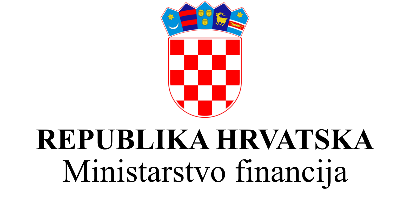 REPUBLIKA HRVATSKA
Ministarstvo financija